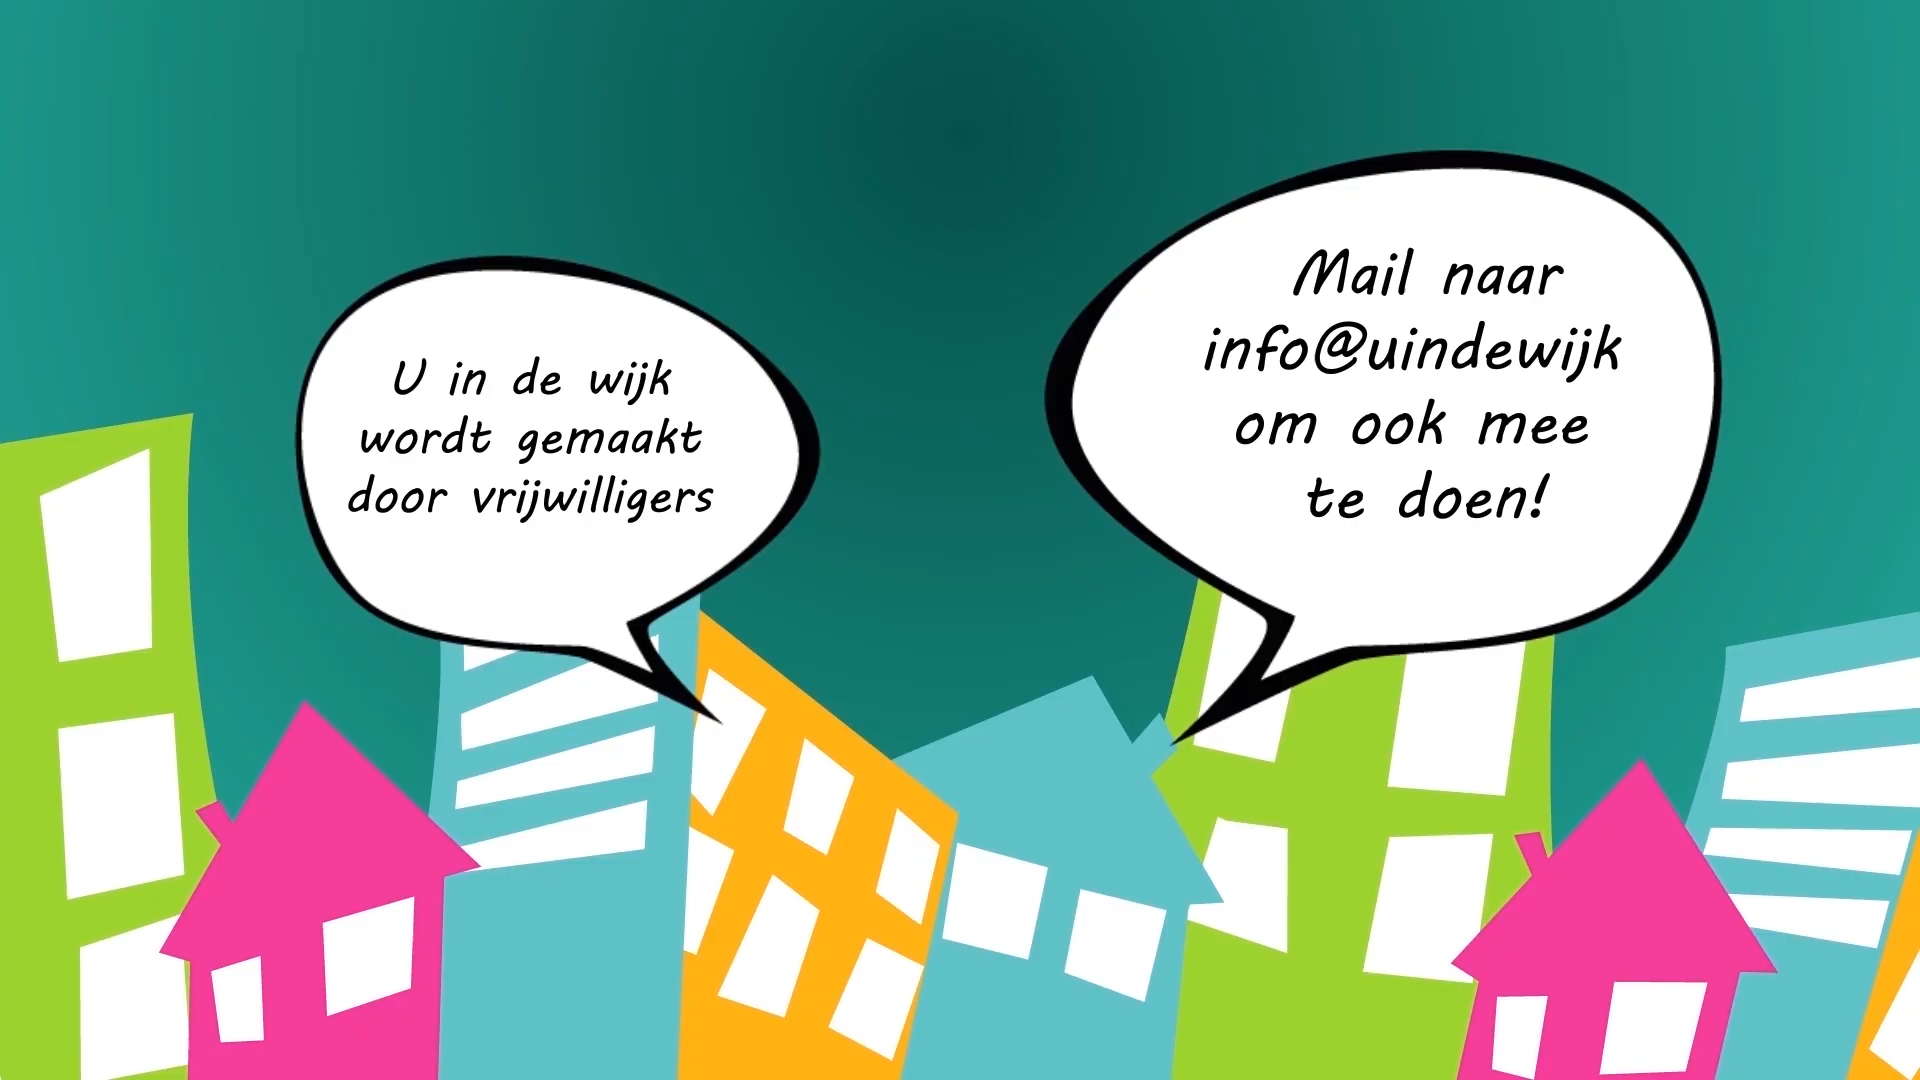 U in de wijk
wordt gemaakt
door vrijwilligers
Mail naar
info@uindewijk
om ook mee
te doen!